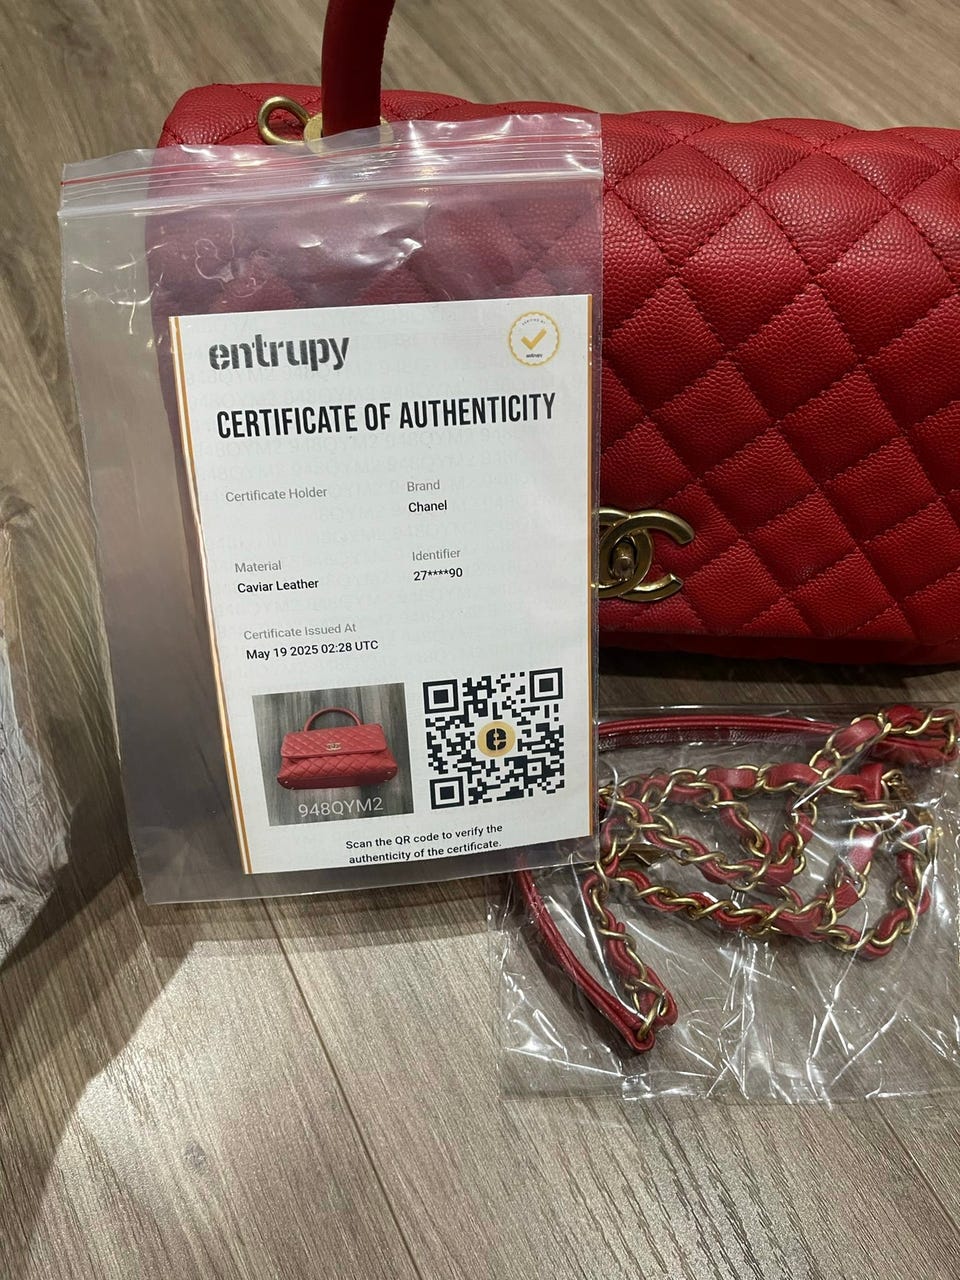 entrupy
entrupy
CERTIFICATE OF AUTHENTICITY
Certificate Holder
Brand
Chanel
Material
Caviar Leather
Identifier
27****90
Certificate Issued At
May 19 2025 02:28 UTC
948QYM2
e
Scan the QR code to verify the
authenticity of the certificate.